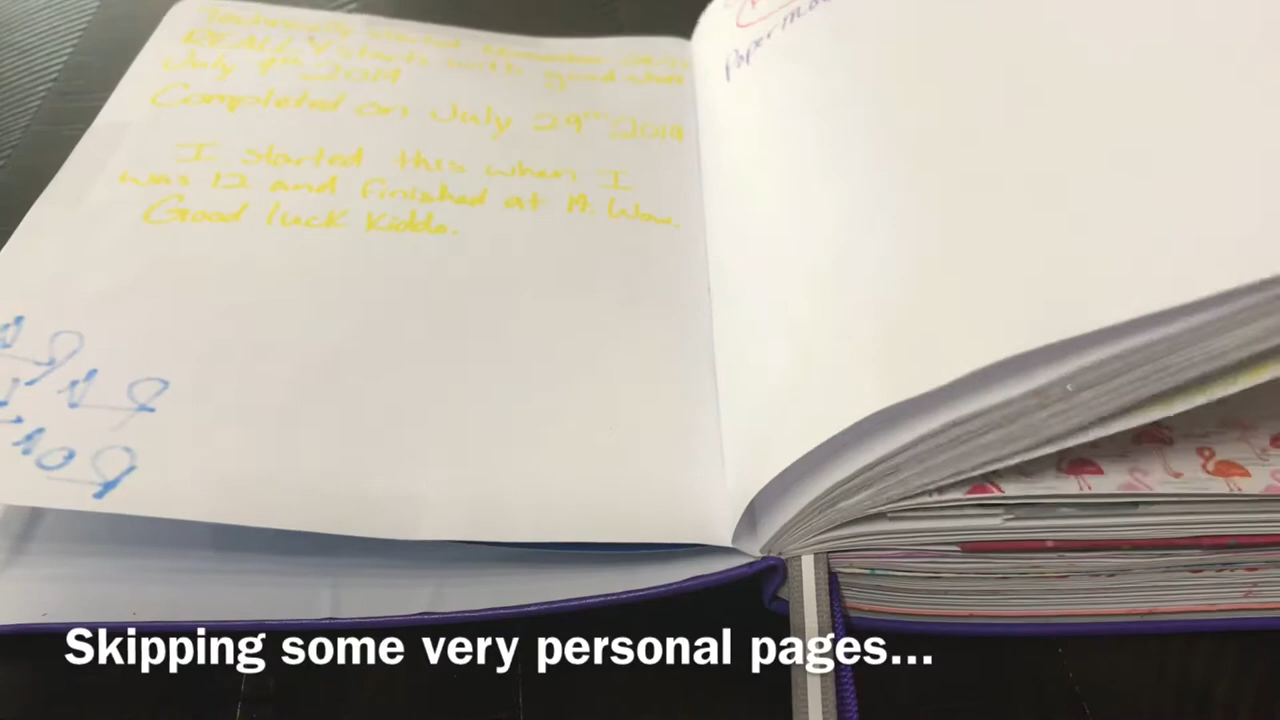 Technically started November
REALLY starts with good stuff
July 9th 2019
Completed on July 29th 2019
I started this when I
was 12 and finished at 14. Wow.
Good luck kiddo.
Paper
Skipping some very personal pages...